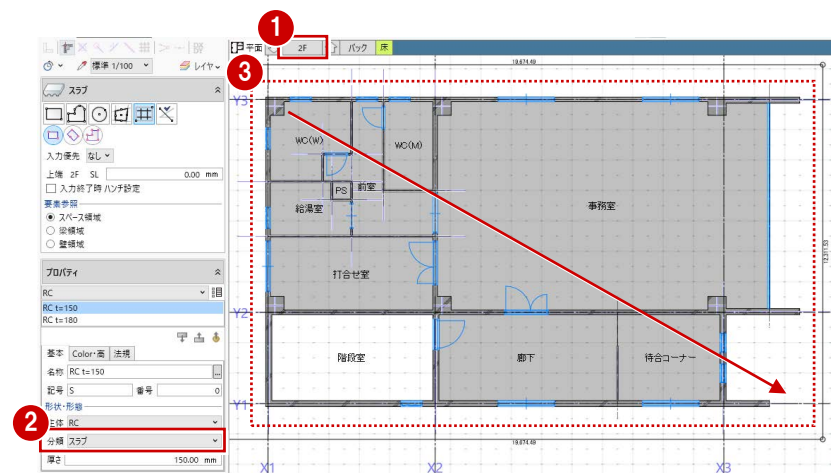 1
平面
2F
バック
床
標準 1/100
レイヤ
3
19,674.49
スラブ
入力優先 なし
上端 2F SL 0.00 mm
入力終了時 ハンチ設定
要素参照
スペース領域
梁領域
壁領域
プロパティ
RC
RC t=150
RC t=180
基本 Color・高 法規
名称 RC t=150 ...
記号 S 番号 0
形状・形態
主体 RC
2
分類 スラブ
厚さ 150.00 mm
Y3
WC(W)
WC(M)
PS
前室
給湯室
事務室
打合せ室
12,311.53
Y2
階段室
廊下
待合コーナー
Y1
19,674.49
X1
X2
X3